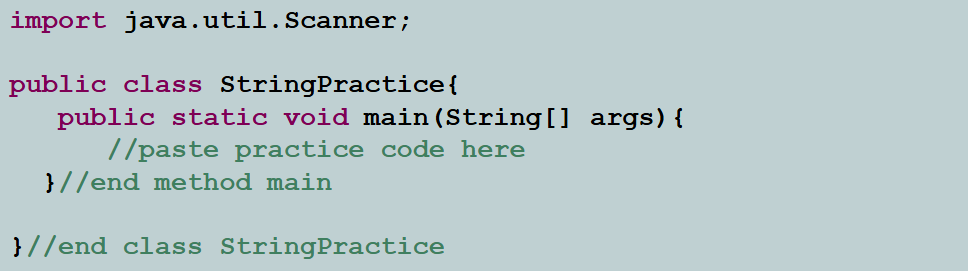 import java.util.Scanner;
public class StringPractice{
public static void main(String[] args){
//paste practice code here
}//end method main
}//end class StringPractice